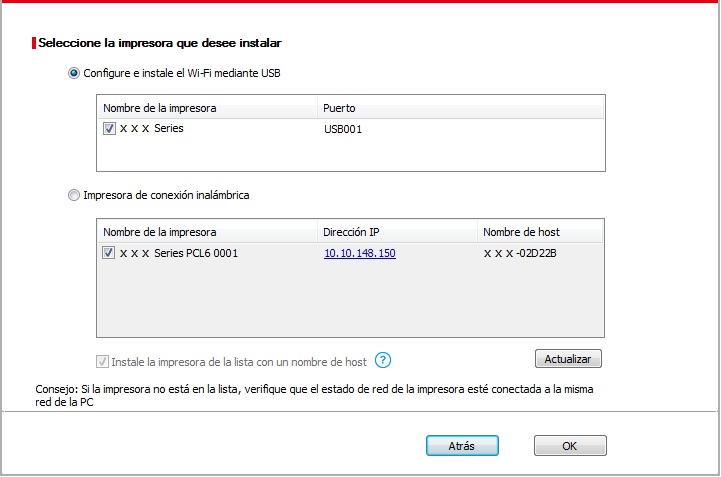 Seleccione la impresora que desee instalar
Configure e instale el Wi-Fi mediante USB
Nombre de la impresora Puerto
X X X Series USB001
Impresora de conexión inalámbrica
Nombre de la impresora Dirección IP Nombre de host
X X X Series PCL6 0001 10.10.148.150 X X X -02D22B
Instale la impresora de la lista con un nombre de host ? Actualizar
Consejo: Si la impresora no está en la lista, verifique que el estado de red de la impresora esté conectada a la misma
red de la PC
Atrás OK